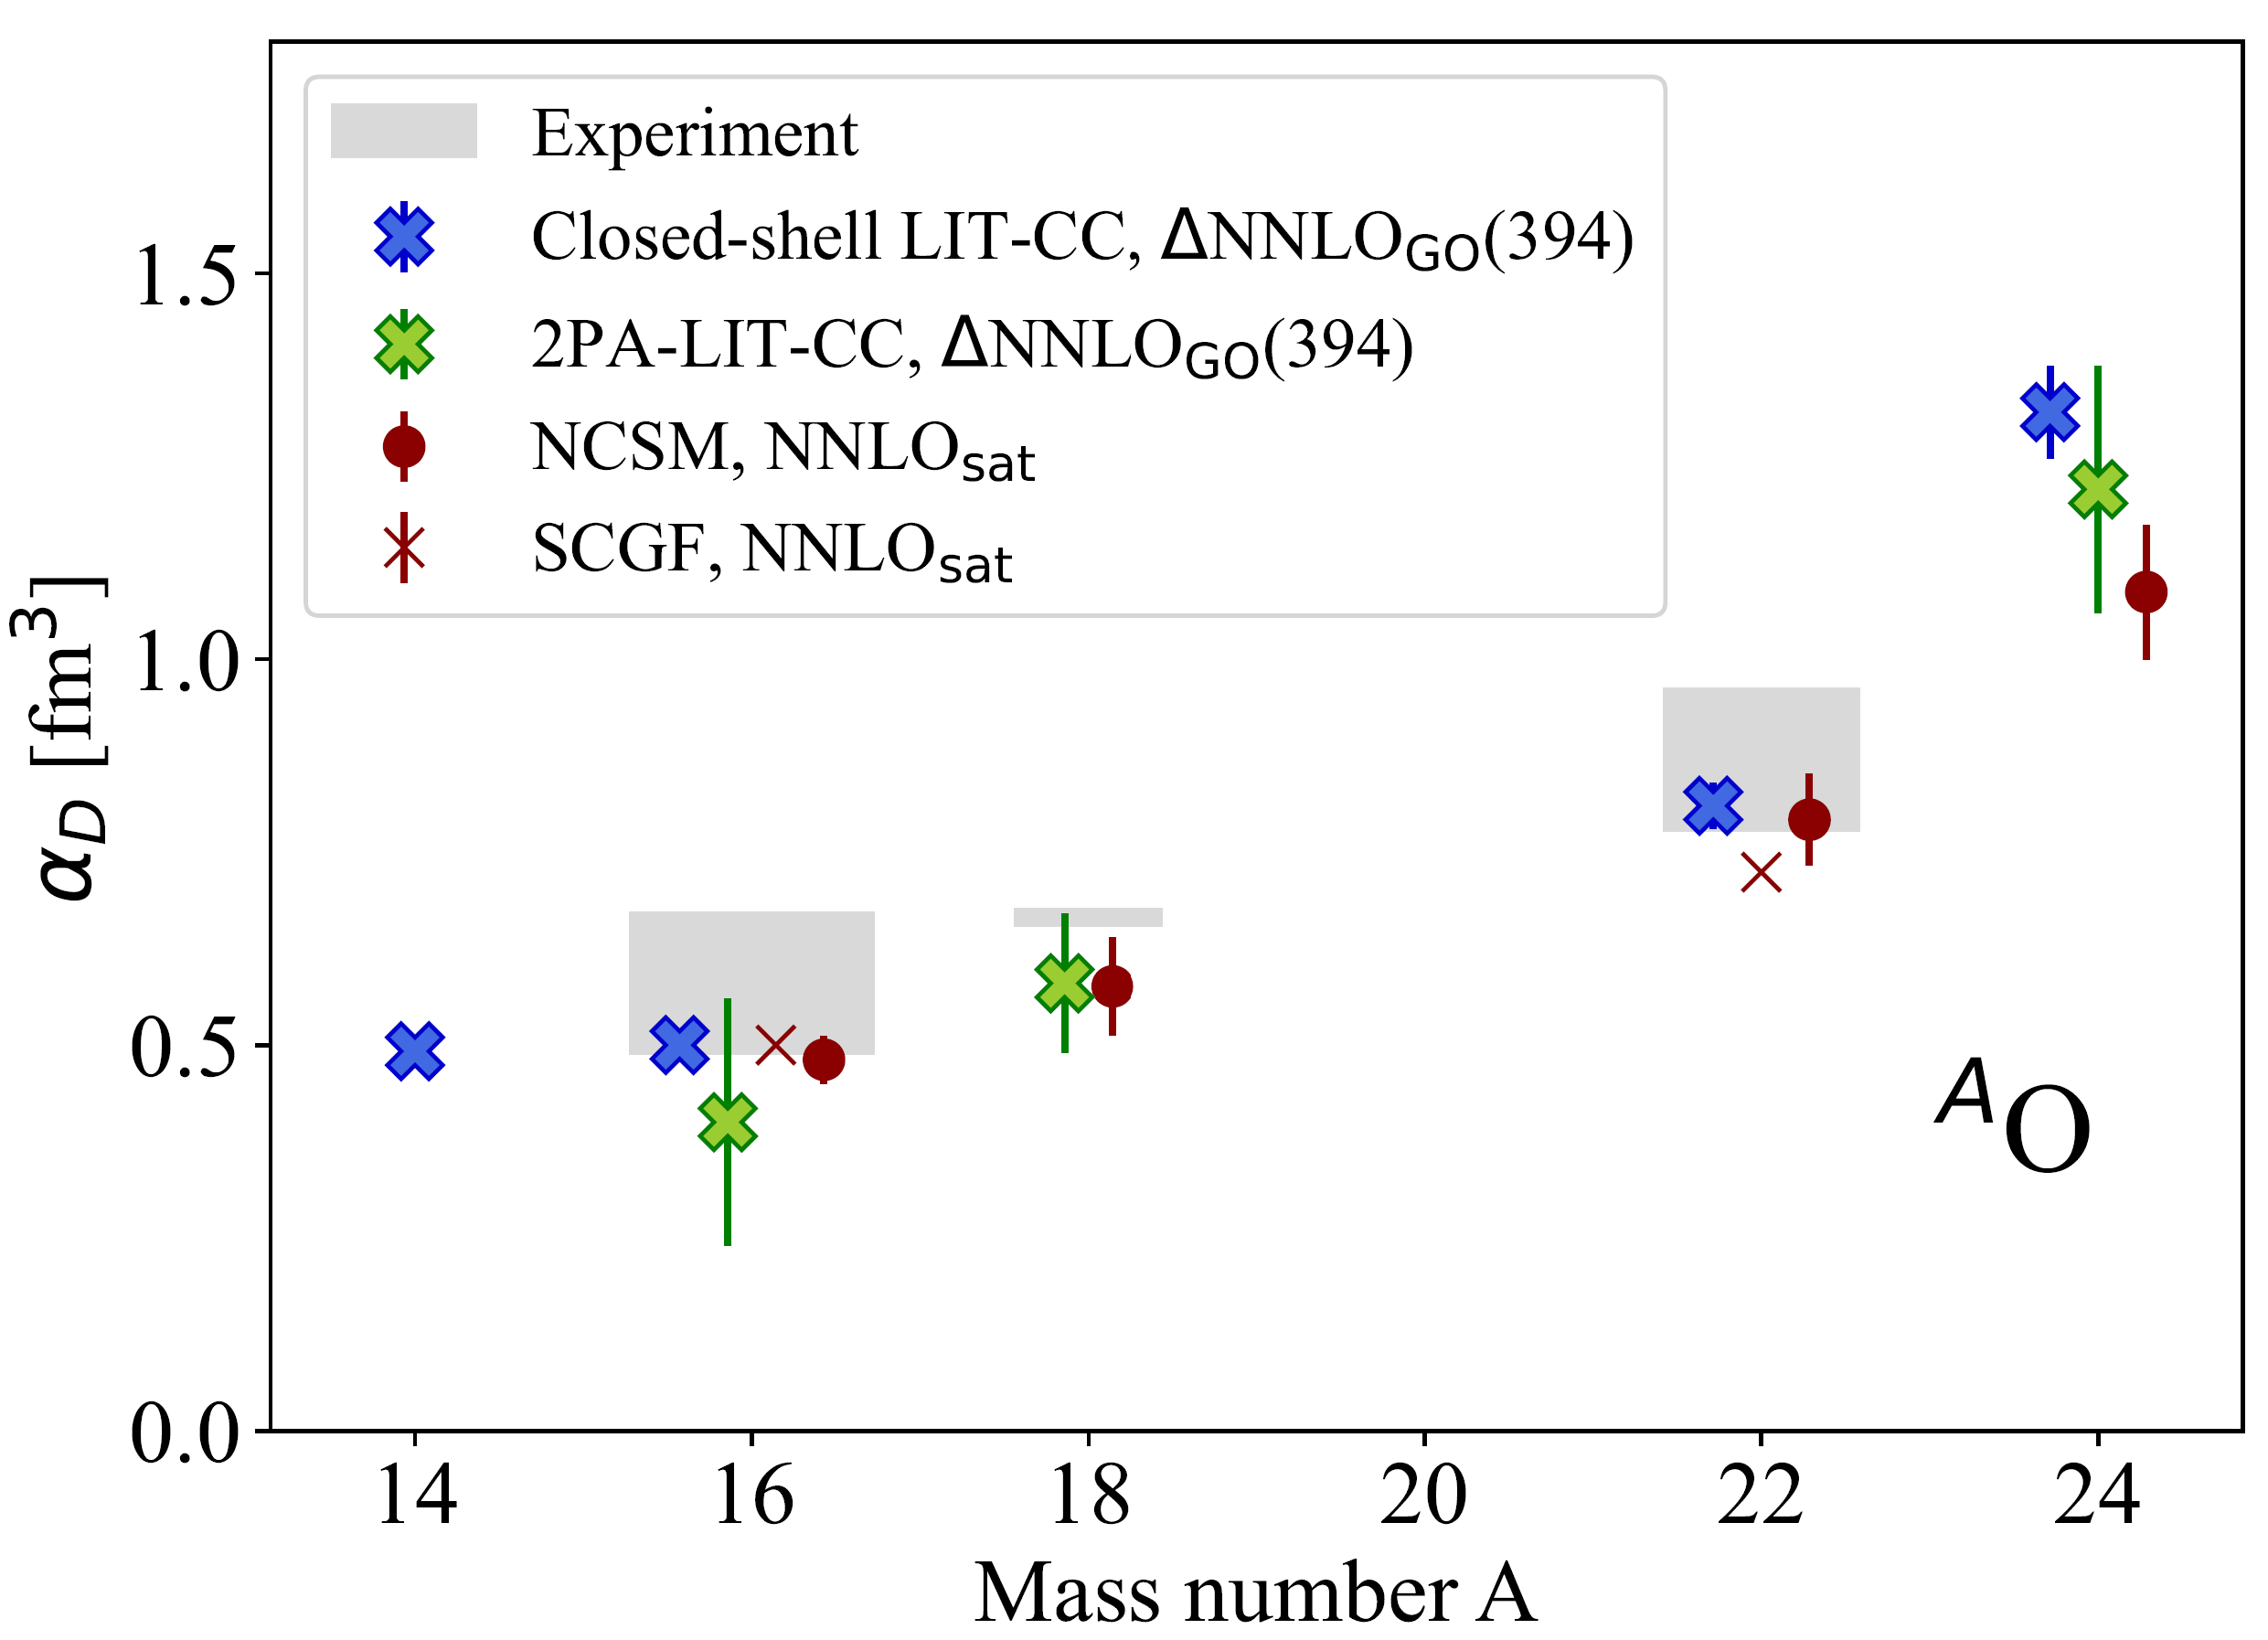 Experiment
Closed-shell LIT-CC, ΔNNLO_GO(394)
2PA-LIT-CC, ΔNNLO_GO(394)
NCSM, NNLO_sat
SCGF, NNLO_sat
α_D [fm^3]
1.5
1.0
0.5
0.0
^A O
14 16 18 20 22 24
Mass number A